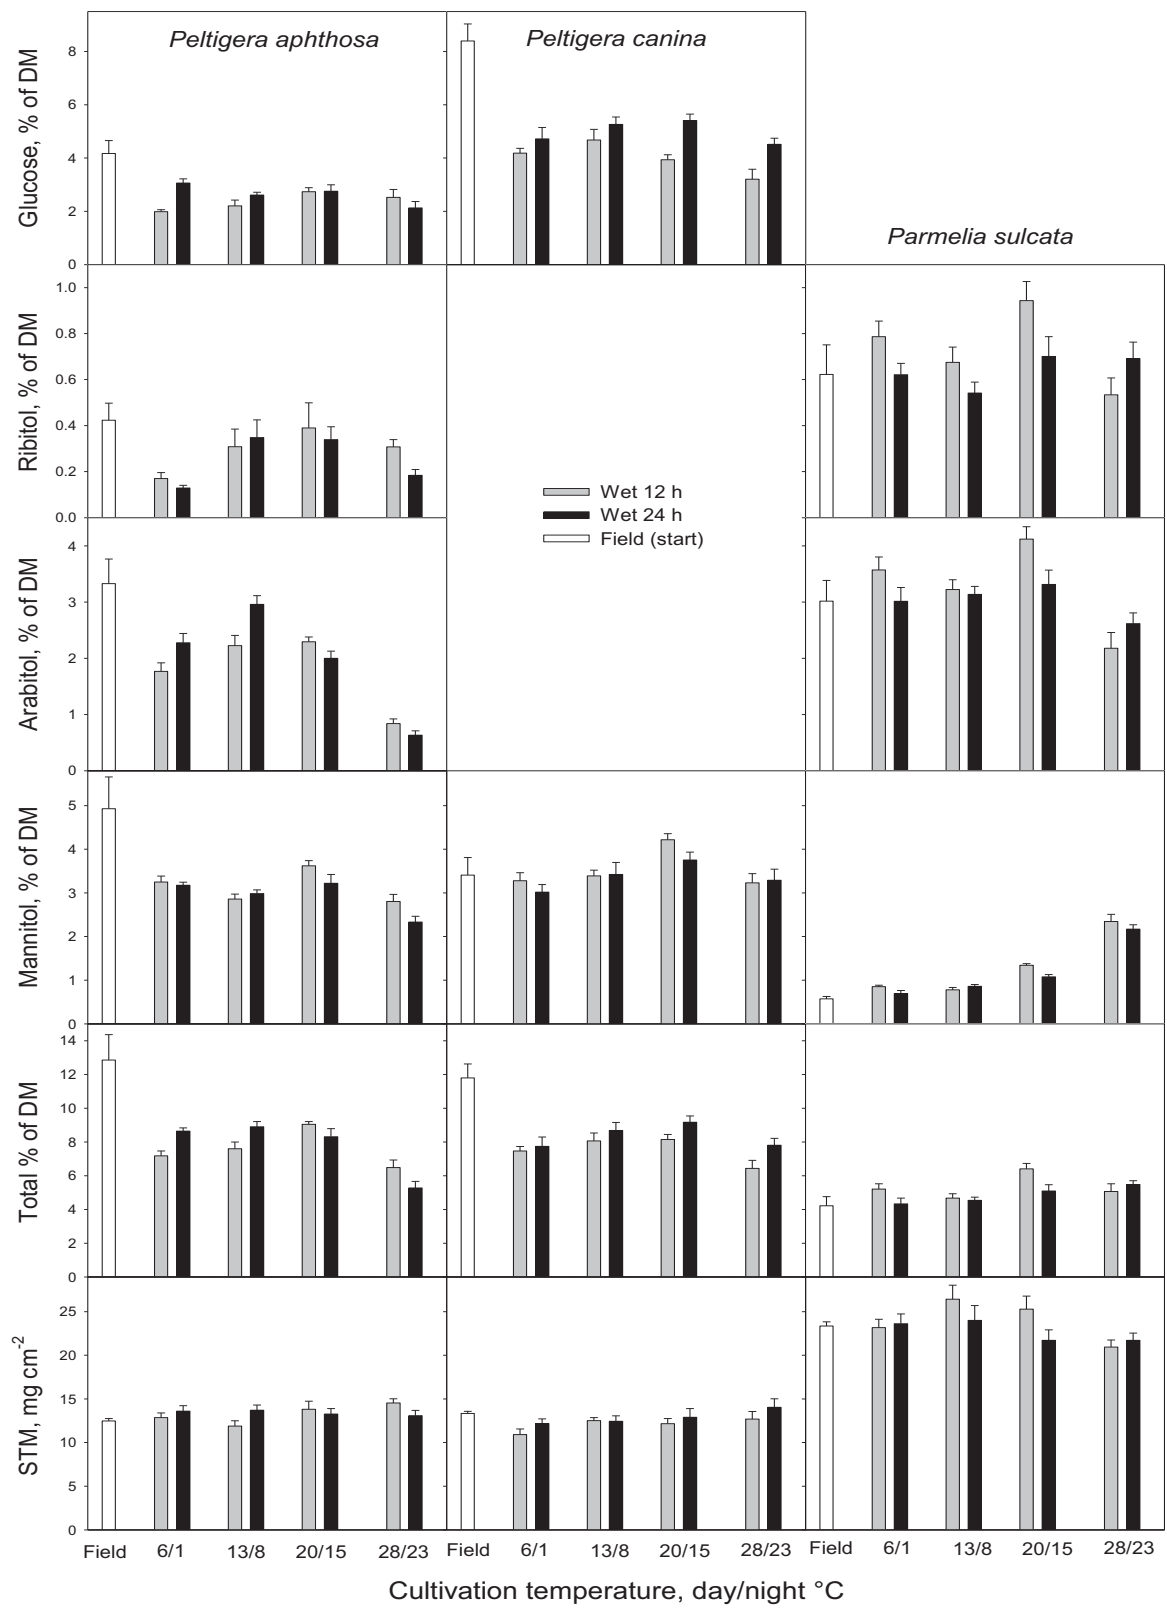 Peltigera aphthosa
Peltigera canina
Parmelia sulcata
Glucose, % of DM
8
6
4
2
0
Ribitol, % of DM
1.0
0.8
0.6
0.4
0.2
0.0
Wet 12 h
Wet 24 h
Field (start)
Arabitol, % of DM
4
3
2
1
0
Mannitol, % of DM
5
4
3
2
1
0
Total % of DM
14
12
10
8
6
4
2
0
STM, mg cm⁻²
25
20
15
10
5
0
Field 6/1 13/8 20/15 28/23 Field 6/1 13/8 20/15 28/23 Field 6/1 13/8 20/15 28/23
Cultivation temperature, day/night °C